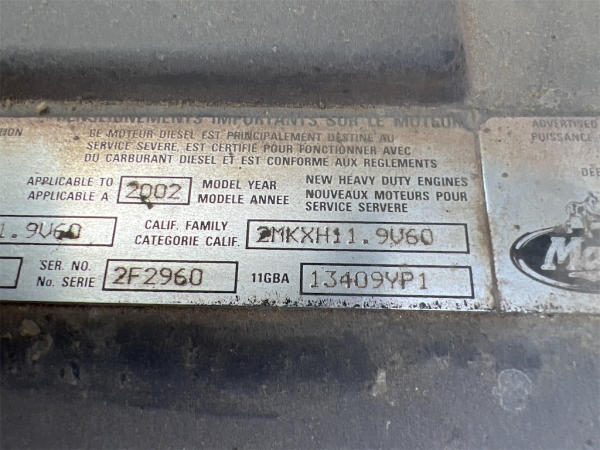 RENSEIGNEMENTS IMPORTANTS SUR LE MOTEUR
CE MOTEUR DIESEL EST PRINCIPALEMENT DESTINE AU
SERVICE SEVERE, EST CERTIFIÉ POUR FONCTIONNER AVEC
DU CARBURANT DIESEL ET EST CONFORME AUX REGLEMENTS
APPLICABLE TO 2002 MODEL YEAR NEW HEAVY DUTY ENGINES
APPLICABLE A MODELE ANNEE NOUVEAUX MOTEURS POUR
SERVICE SERVERE
1.9V60 CALIF. FAMILY 2MKXH11.9V60
CATEGORIE CALIF.
SER. NO. 2F2960 11GBA 13409YP1
No. SERIE
ADVERTISED
PUISSANCE